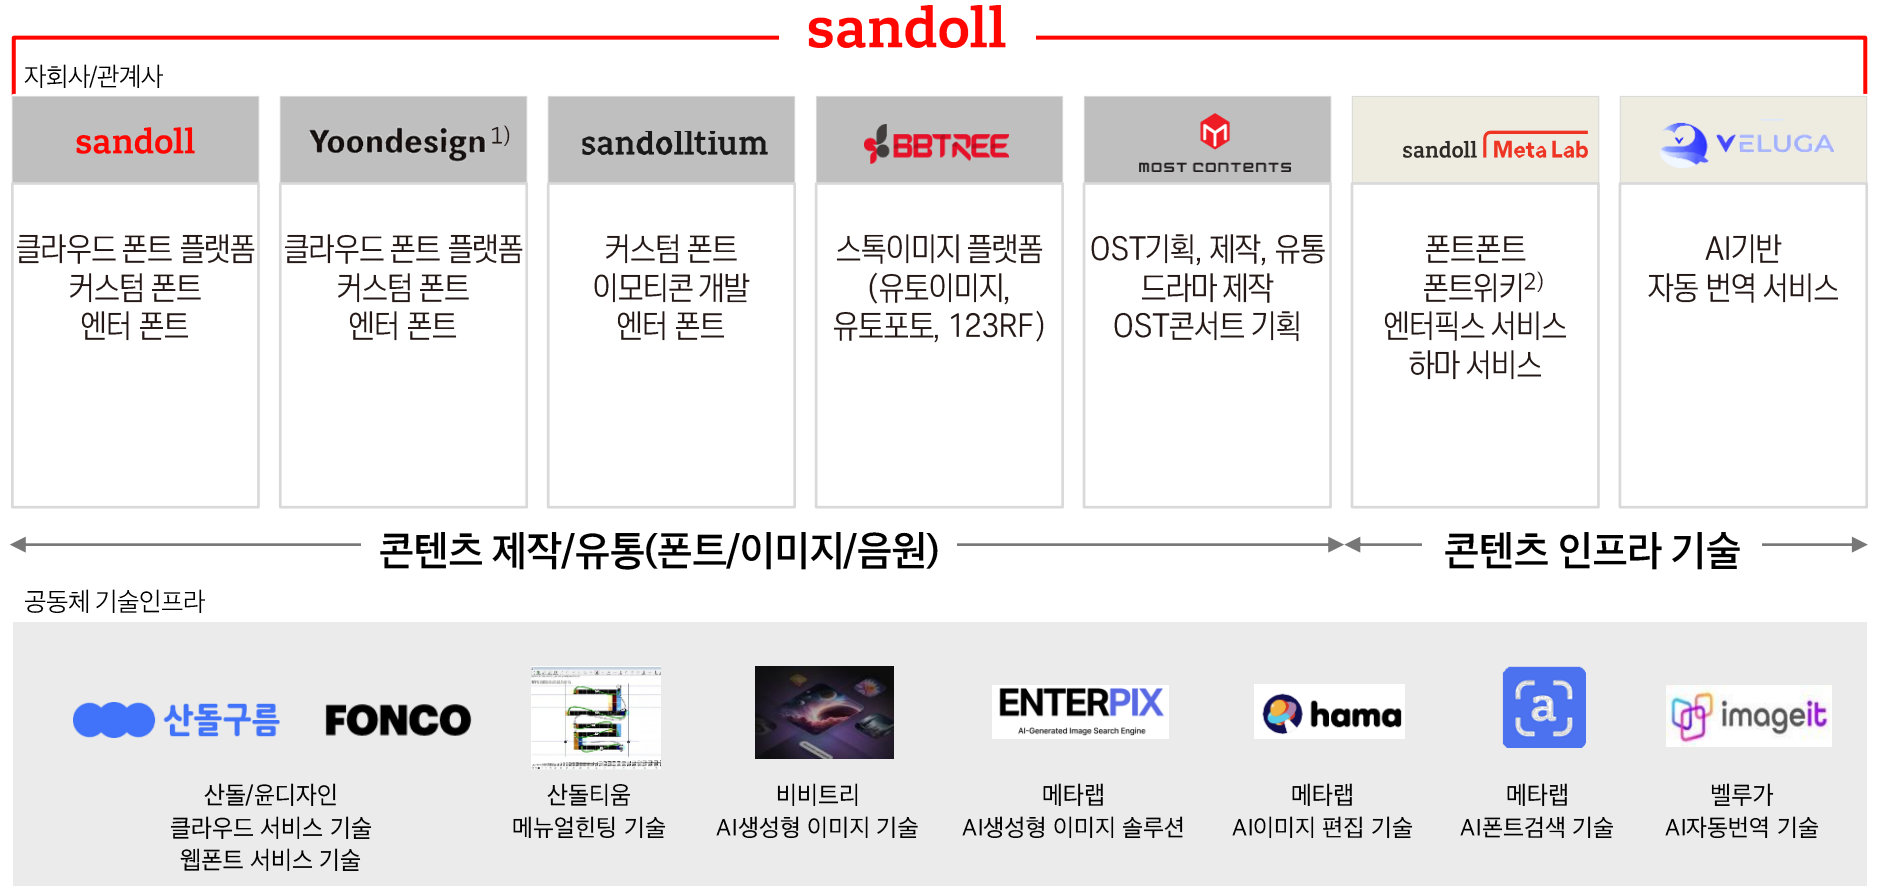 sandoll
자회사/관계사
sandoll
Yoondesign 1)
sandolltium
BBTREE
MOST CONTENTS
sandoll Meta Lab
VELUGA
클라우드 폰트 플랫폼
커스텀 폰트
엔터 폰트
클라우드 폰트 플랫폼
커스텀 폰트
엔터 폰트
커스텀 폰트
이모티콘 개발
엔터 폰트
스톡이미지 플랫폼
(유토이미지,
유토포토, 123RF)
OST기획, 제작, 유통
드라마 제작
OST콘서트 기획
폰트폰트
폰트위키2)
엔터픽스 서비스
하마 서비스
AI기반
자동 번역 서비스
콘텐츠 제작/유통(폰트/이미지/음원)
콘텐츠 인프라 기술
공동체 기술인프라
산돌구름
FONCO
ENTERPIX
AI-Generated Image Search Engine
hama
a
imageit
산돌/윤디자인
클라우드 서비스 기술
웹폰트 서비스 기술
산돌티움
메뉴얼힌팅 기술
비비트리
AI생성형 이미지 기술
메타랩
AI생성형 이미지 솔루션
메타랩
AI이미지 편집 기술
메타랩
AI폰트검색 기술
벨루가
AI자동번역 기술